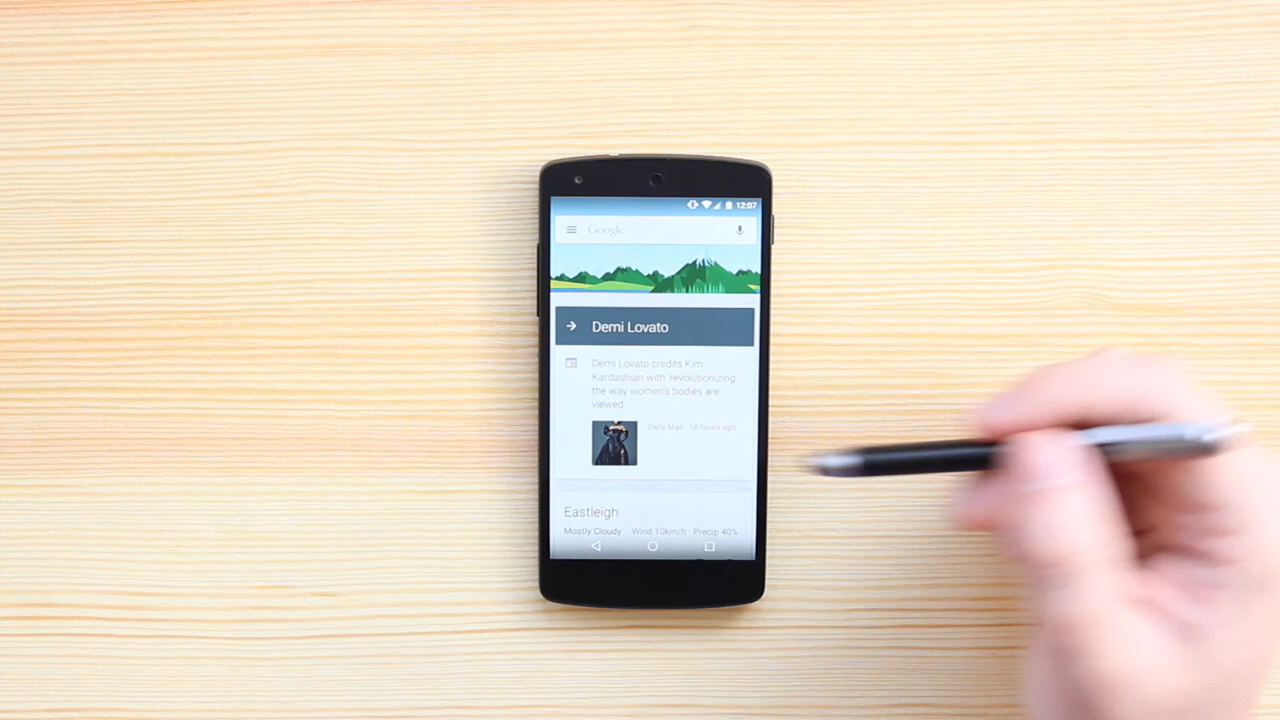 12:07
Google
Demi Lovato
Demi Lovato credits Kim
Kardashian with 'revolutionizing
the way women's bodies are
viewed
Daily Mail 18 hours ago
Eastleigh
Mostly Cloudy Wind 10km/h Precip 40%